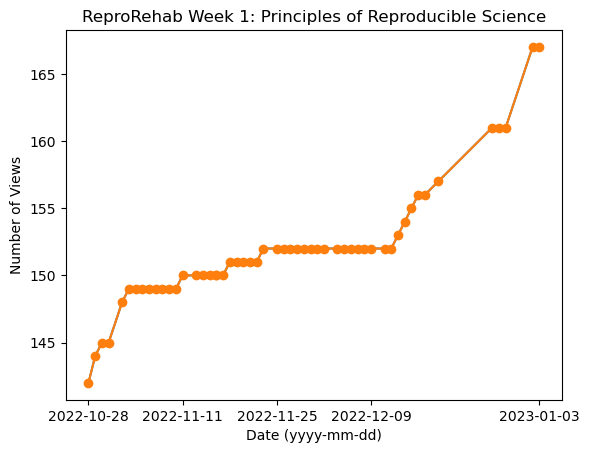 ReproRehab Week 1: Principles of Reproducible Science
165
160
155
150
145
Number of Views
2022-10-28 2022-11-11 2022-11-25 2022-12-09 2023-01-03
Date (yyyy-mm-dd)